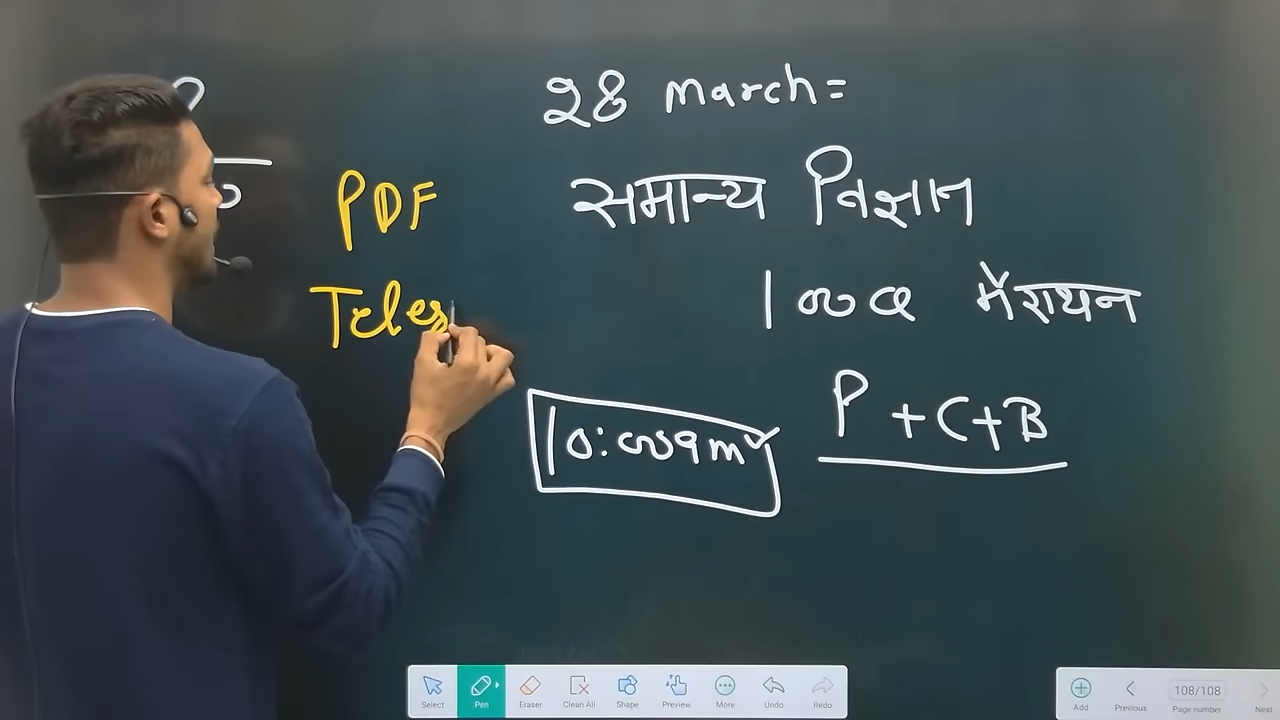 28 March =
PDF
समान्य विज्ञान
Teleg
100Q मैराथन
P + C + B
10:00AM
Select
Pen
Eraser
Clean All
Shape
Preview
More
Undo
Redo
Add
Previous
108/108
Page number
Next